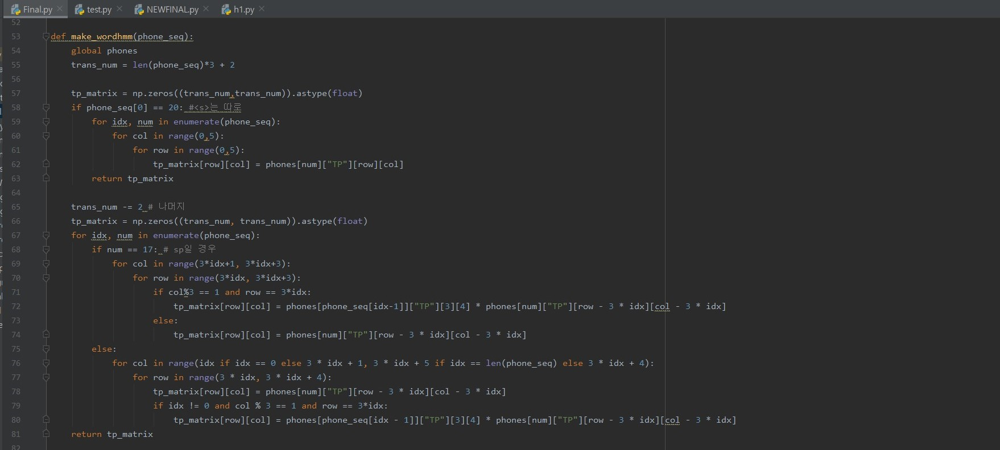 Final.py test.py NEWFINAL.py h1.py
52
53 def make_wordhmm(phone_seq):
54 global phones
55 trans_num = len(phone_seq)*3 + 2
56
57 tp_matrix = np.zeros((trans_num,trans_num)).astype(float)
58 if phone_seq[0] == 20: #<s>는 따로
59 for idx, num in enumerate(phone_seq):
60 for col in range(0,5):
61 for row in range(0,5):
62 tp_matrix[row][col] = phones[num]["TP"][row][col]
63 return tp_matrix
64
65 trans_num -= 2 # 나머지
66 tp_matrix = np.zeros((trans_num, trans_num)).astype(float)
67 for idx, num in enumerate(phone_seq):
68 if num == 17: # sp일 경우
69 for col in range(3*idx+1, 3*idx+3):
70 for row in range(3*idx, 3*idx+3):
71 if col%3 == 1 and row == 3*idx:
72 tp_matrix[row][col] = phones[phone_seq[idx-1]]["TP"][3][4] * phones[num]["TP"][row - 3 * idx][col - 3 * idx]
73 else:
74 tp_matrix[row][col] = phones[num]["TP"][row - 3 * idx][col - 3 * idx]
75 else:
76 for col in range(idx if idx == 0 else 3 * idx + 1, 3 * idx + 5 if idx == len(phone_seq) else 3 * idx + 4):
77 for row in range(3 * idx, 3 * idx + 4):
78 tp_matrix[row][col] = phones[num]["TP"][row - 3 * idx][col - 3 * idx]
79 if idx != 0 and col % 3 == 1 and row == 3*idx:
80 tp_matrix[row][col] = phones[phone_seq[idx - 1]]["TP"][3][4] * phones[num]["TP"][row - 3 * idx][col - 3 * idx]
81 return tp_matrix
82